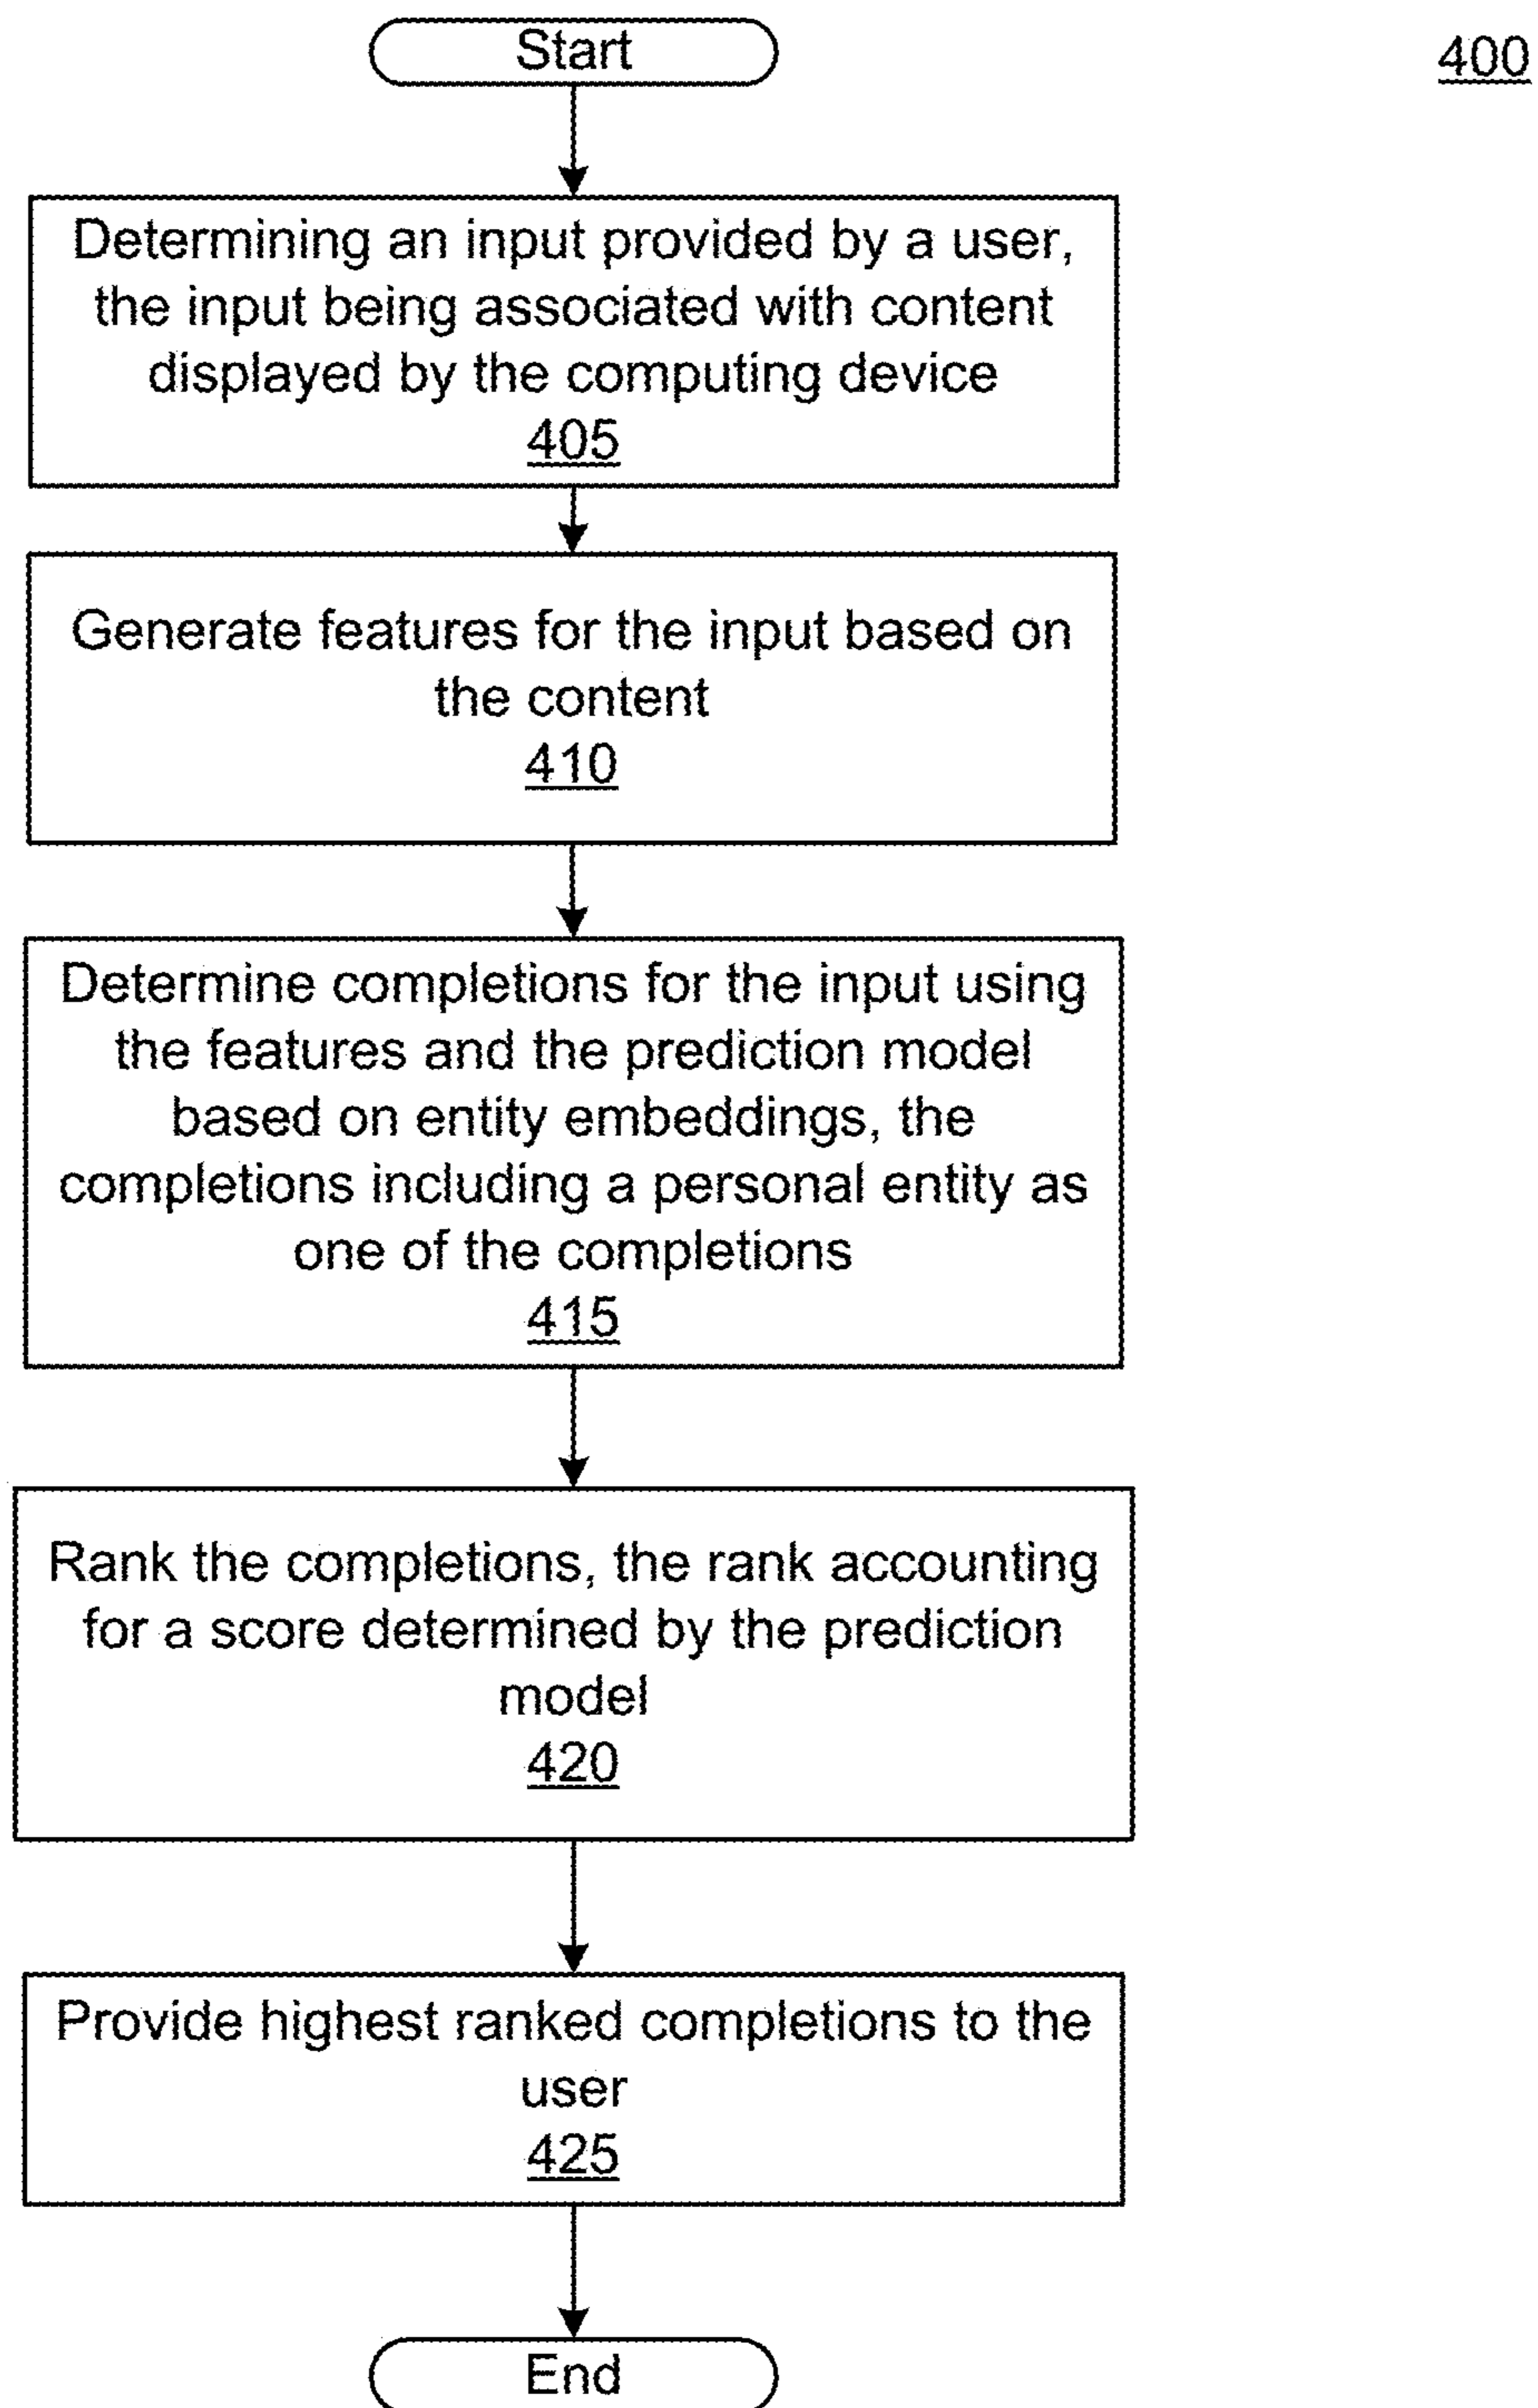 Start
400
Determining an input provided by a user,
the input being associated with content
displayed by the computing device
405
Generate features for the input based on
the content
410
Determine completions for the input using
the features and the prediction model
based on entity embeddings, the
completions including a personal entity as
one of the completions
415
Rank the completions, the rank accounting
for a score determined by the prediction
model
420
Provide highest ranked completions to the
user
425
End